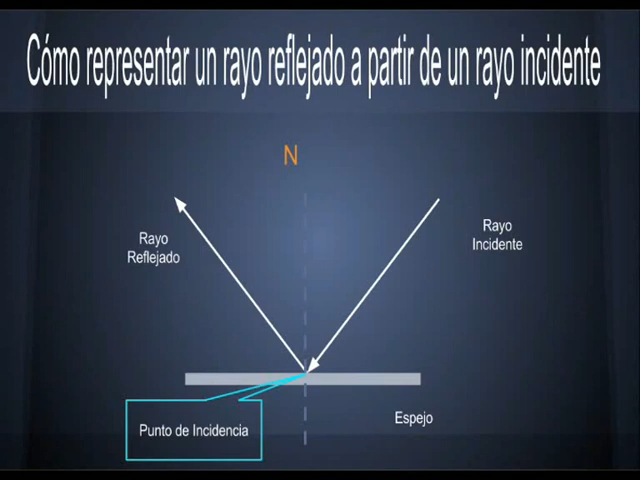 Cómo representar un rayo reflejado a partir de un rayo incidente
N
Rayo
Reflejado
Rayo
Incidente
Punto de Incidencia
Espejo